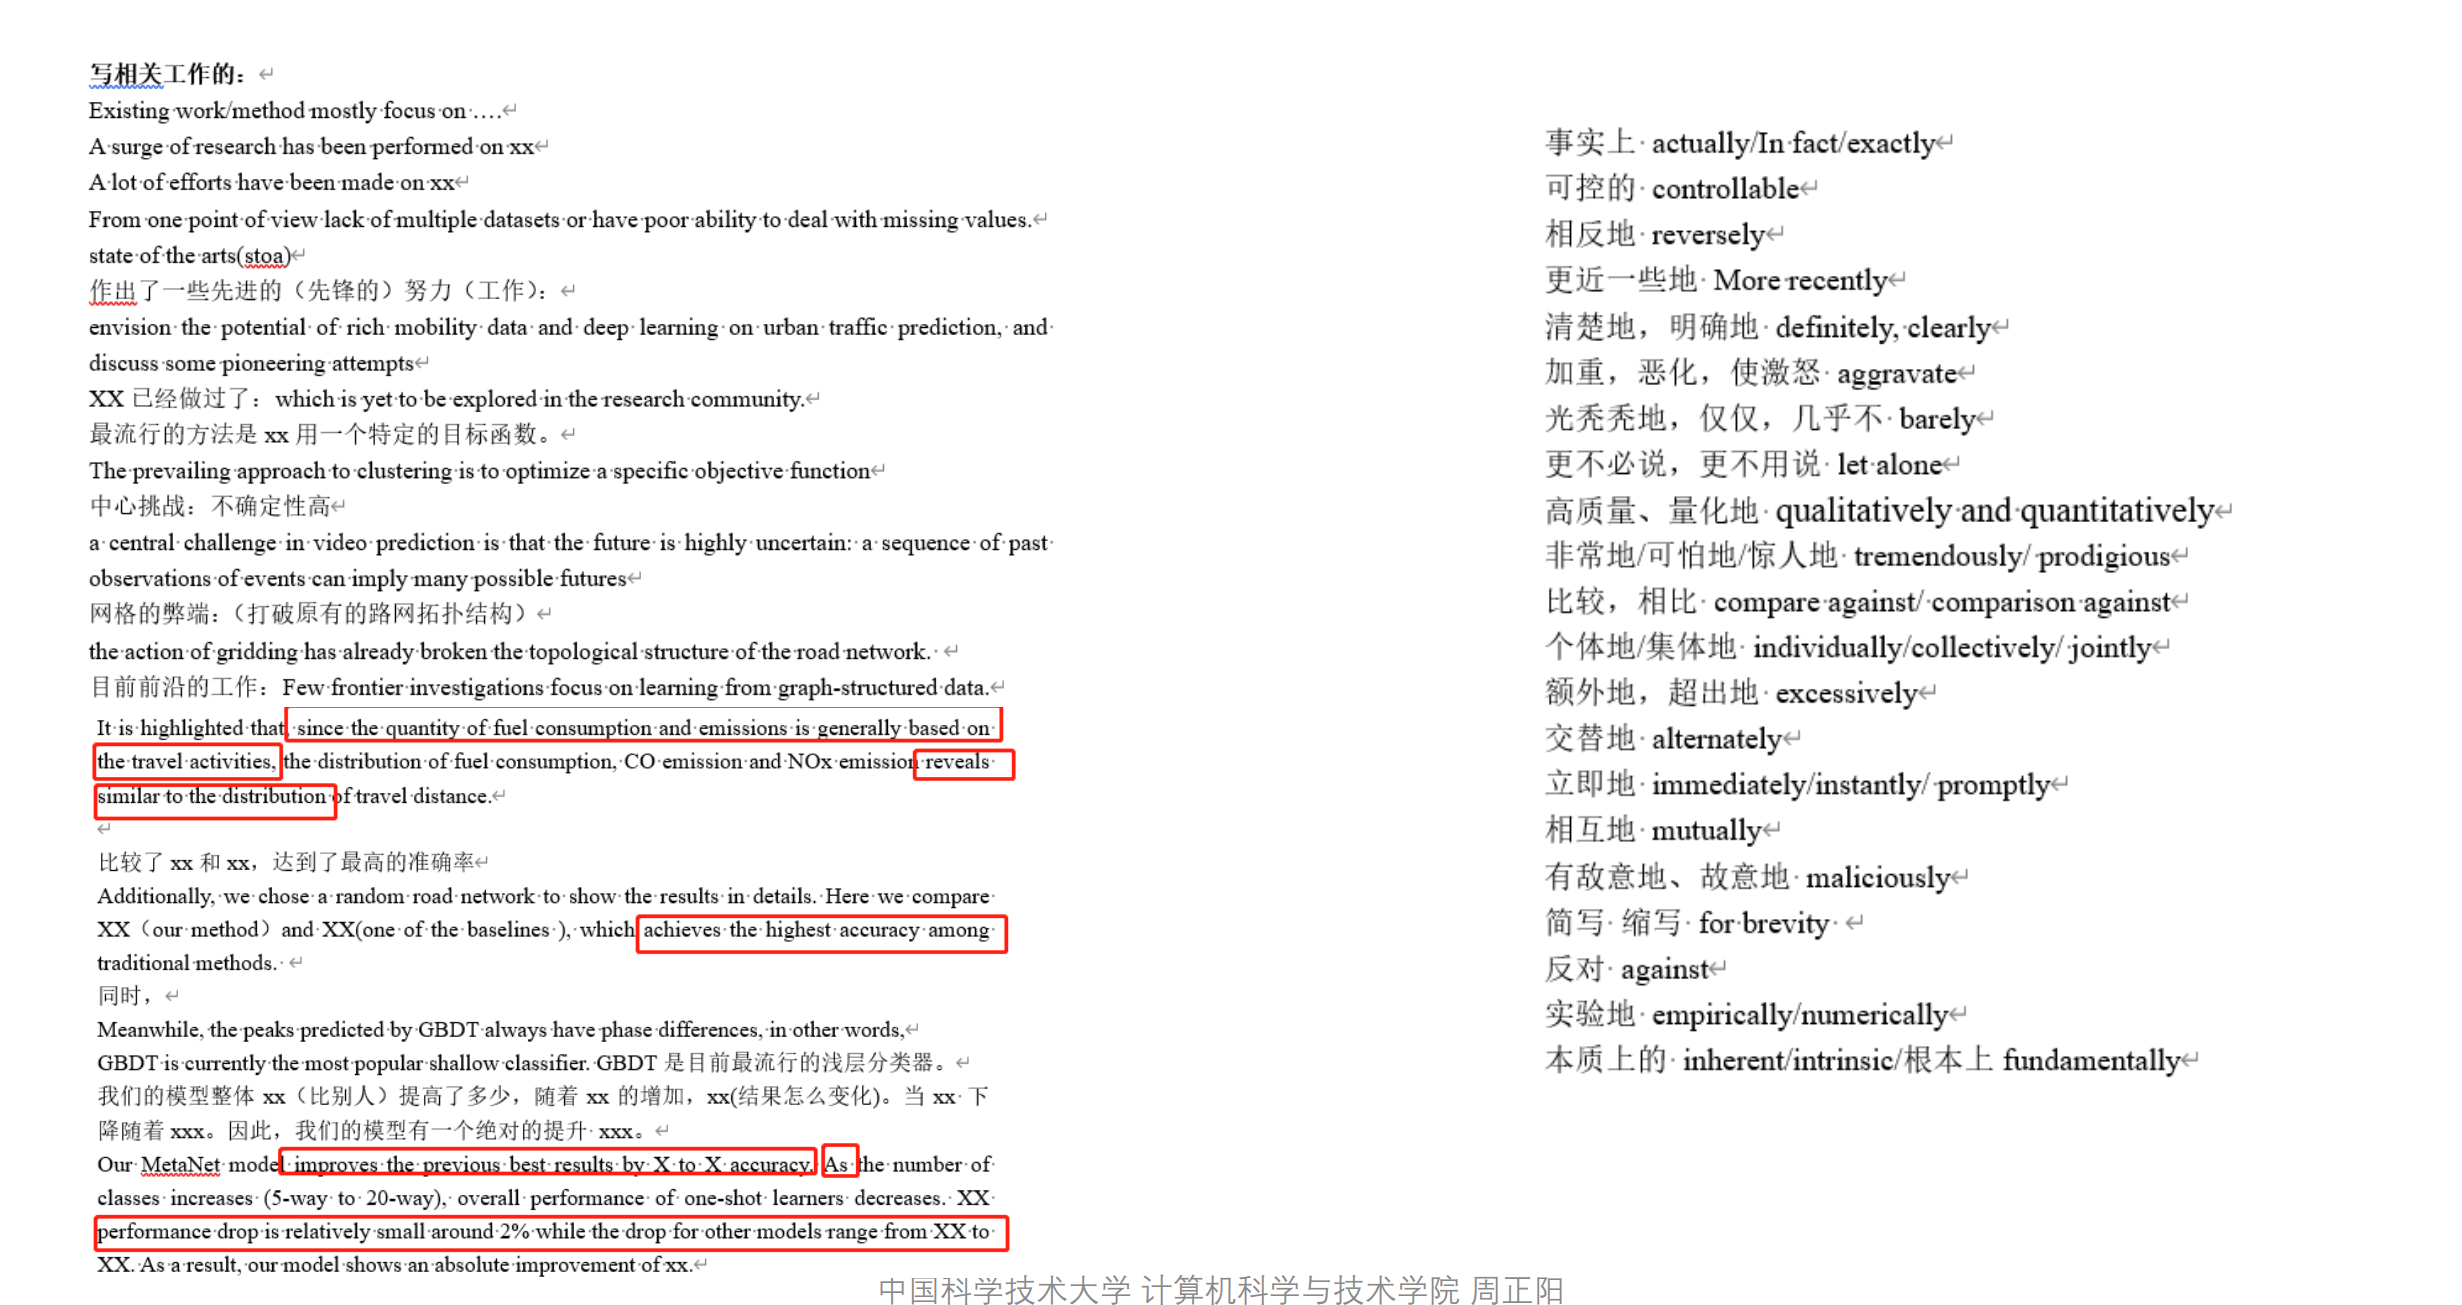 写相关工作的：
Existing work/method mostly focus on ….
A surge of research has been performed on xx
A lot of efforts have been made on xx
From one point of view lack of multiple datasets or have poor ability to deal with missing values.
state of the arts(stoa)
作出了一些先进的（先锋的）努力（工作）：
envision the potential of rich mobility data and deep learning on urban traffic prediction, and
discuss some pioneering attempts
XX 已经做过了：which is yet to be explored in the research community.
最流行的方法是 xx 用一个特定的目标函数。
The prevailing approach to clustering is to optimize a specific objective function
中心挑战：不确定性高
a central challenge in video prediction is that the future is highly uncertain: a sequence of past
observations of events can imply many possible futures
网格的弊端：（打破原有的路网拓扑结构）
the action of gridding has already broken the topological structure of the road network.
目前前沿的工作：Few frontier investigations focus on learning from graph-structured data.
It is highlighted that, since the quantity of fuel consumption and emissions is generally based on
the travel activities, the distribution of fuel consumption, CO emission and NOx emission reveals
similar to the distribution of travel distance.
比较了 xx 和 xx，达到了最高的准确率
Additionally, we chose a random road network to show the results in details. Here we compare
XX（our method）and XX(one of the baselines ), which achieves the highest accuracy among
traditional methods.
同时，
Meanwhile, the peaks predicted by GBDT always have phase differences, in other words,
GBDT is currently the most popular shallow classifier. GBDT 是目前最流行的浅层分类器。
我们的模型整体 xx（比别人）提高了多少，随着 xx 的增加，xx(结果怎么变化)。当 xx 下
降随着 xxx。因此，我们的模型有一个绝对的提升 xxx。
Our MetaNet model improves the previous best results by X to X accuracy. As the number of
classes increases (5-way to 20-way), overall performance of one-shot learners decreases. XX
performance drop is relatively small around 2% while the drop for other models range from XX to
XX. As a result, our model shows an absolute improvement of xx.
事实上 actually/In fact/exactly
可控的 controllable
相反地 reversely
更近一些地 More recently
清楚地，明确地 definitely, clearly
加重，恶化，使激怒 aggravate
光秃秃地，仅仅，几乎不 barely
更不必说，更不用说 let alone
高质量、量化地 qualitatively and quantitatively
非常地/可怕地/惊人地 tremendously/ prodigious
比较，相比 compare against/ comparison against
个体地/集体地 individually/collectively/ jointly
额外地，超出地 excessively
交替地 alternately
立即地 immediately/instantly/ promptly
相互地 mutually
有敌意地、故意地 maliciously
简写 缩写 for brevity
反对 against
实验地 empirically/numerically
本质上的 inherent/intrinsic/根本上 fundamentally
中国科学技术大学 计算机科学与技术学院 周正阳